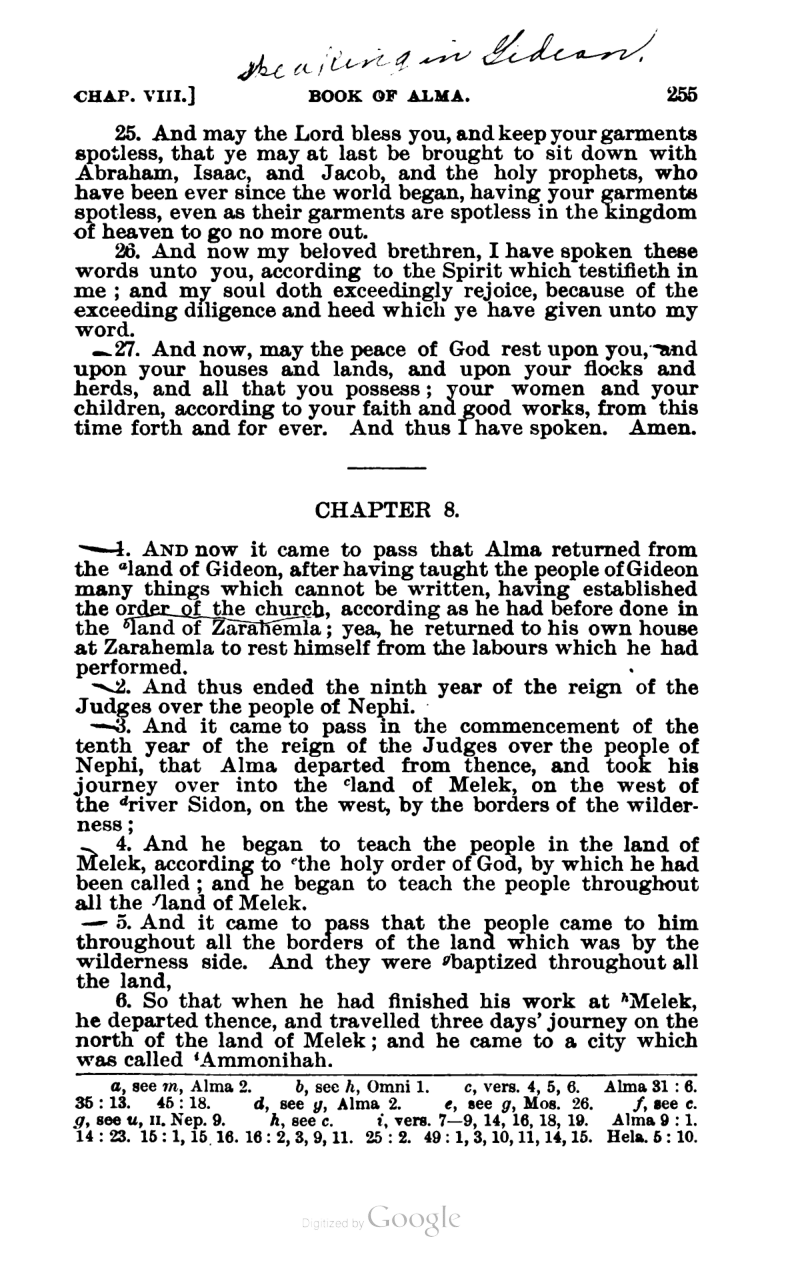 speaking in Gideon.
CHAP. VIII.] BOOK OF ALMA. 255
25. And may the Lord bless you, and keep your garments
spotless, that ye may at last be brought to sit down with
Abraham, Isaac, and Jacob, and the holy prophets, who
have been ever since the world began, having your garments
spotless, even as their garments are spotless in the kingdom
of heaven to go no more out.
26. And now my beloved brethren, I have spoken these
words unto you, according to the Spirit which testifieth in
me ; and my soul doth exceedingly rejoice, because of the
exceeding diligence and heed which ye have given unto my
word.
27. And now, may the peace of God rest upon you, and
upon your houses and lands, and upon your flocks and
herds, and all that you possess ; your women and your
children, according to your faith and good works, from this
time forth and for ever. And thus I have spoken. Amen.
CHAPTER 8.
1. AND now it came to pass that Alma returned from
the ᵃland of Gideon, after having taught the people of Gideon
many things which cannot be written, having established
the order of the church, according as he had before done in
the ᵇland of Zarahemla ; yea, he returned to his own house
at Zarahemla to rest himself from the labours which he had
performed.
2. And thus ended the ninth year of the reign of the
Judges over the people of Nephi.
3. And it came to pass in the commencement of the
tenth year of the reign of the Judges over the people of
Nephi, that Alma departed from thence, and took his
journey over into the ᶜland of Melek, on the west of
the ᵈriver Sidon, on the west, by the borders of the wilder-
ness ;
4. And he began to teach the people in the land of
Melek, according to ᵉthe holy order of God, by which he had
been called ; and he began to teach the people throughout
all the ᶠland of Melek.
5. And it came to pass that the people came to him
throughout all the borders of the land which was by the
wilderness side. And they were ᵍbaptized throughout all
the land,
6. So that when he had finished his work at ʰMelek,
he departed thence, and travelled three days' journey on the
north of the land of Melek ; and he came to a city which
was called ⁱAmmonihah.
a, see m, Alma 2. b, see h, Omni 1. c, vers. 4, 5, 6. Alma 31 : 6.
35 : 13. 45 : 18. d, see y, Alma 2. e, see g, Mos. 26. f, see c.
g, see u, II. Nep. 9. h, see c. i, vers. 7—9, 14, 16, 18, 19. Alma 9 : 1.
14 : 23. 15 : 1, 15, 16. 16 : 2, 3, 9, 11. 25 : 2. 49 : 1, 3, 10, 11, 14, 15. Hela. 5 : 10.
Digitized by Google